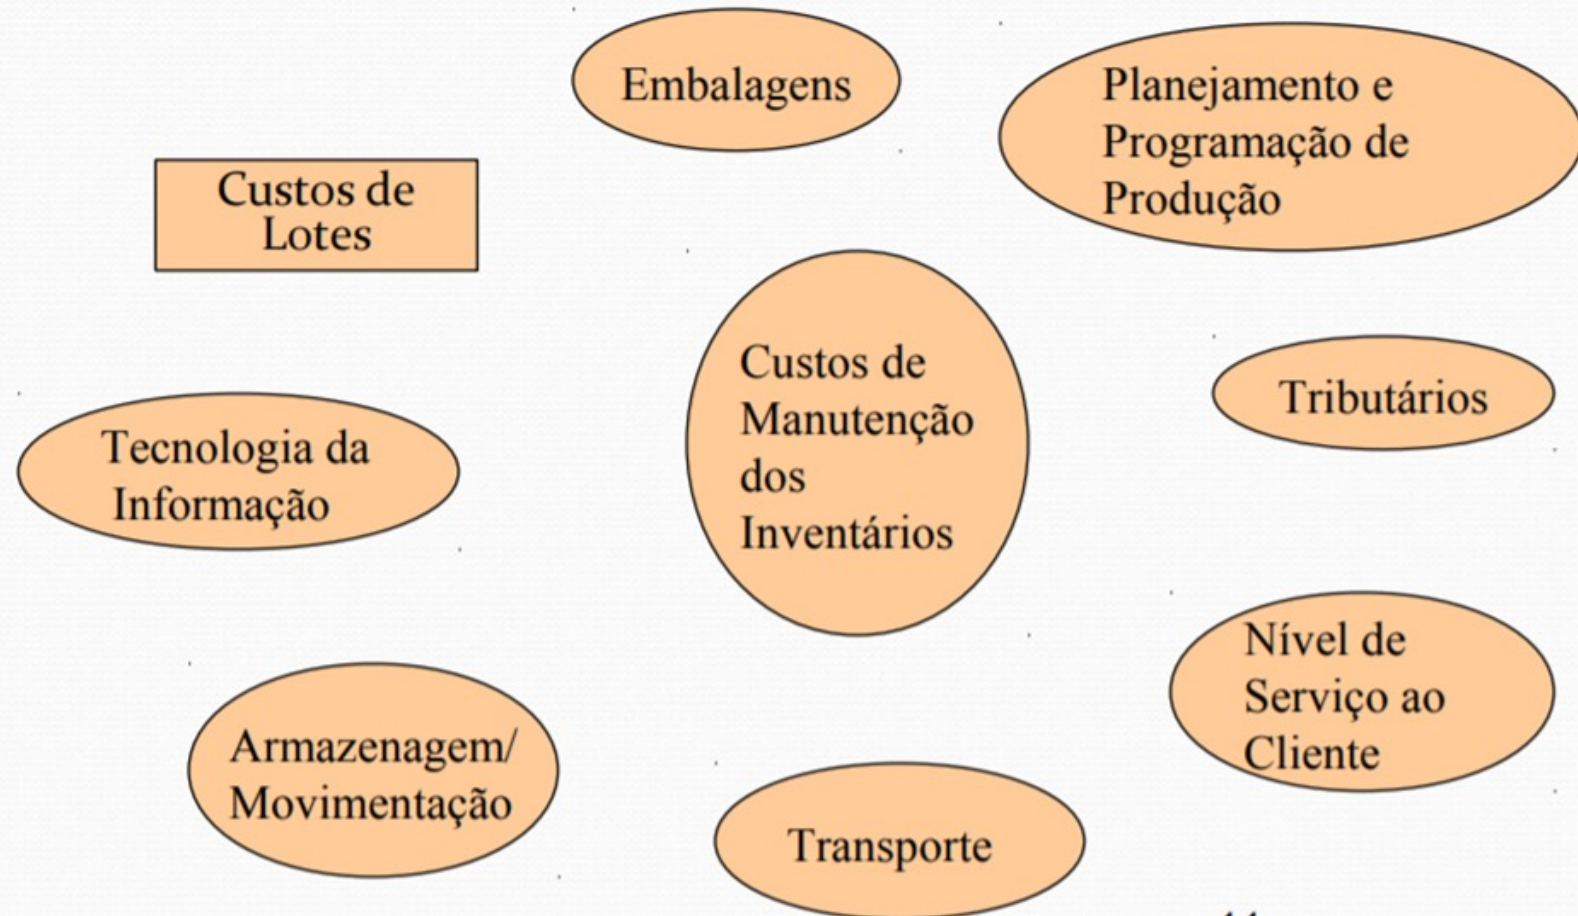 Embalagens
Planejamento e
Programação de
Produção
Custos de
Lotes
Custos de
Manutenção
dos
Inventários
Tributários
Tecnologia da
Informação
Nível de
Serviço ao
Cliente
Armazenagem/
Movimentação
Transporte